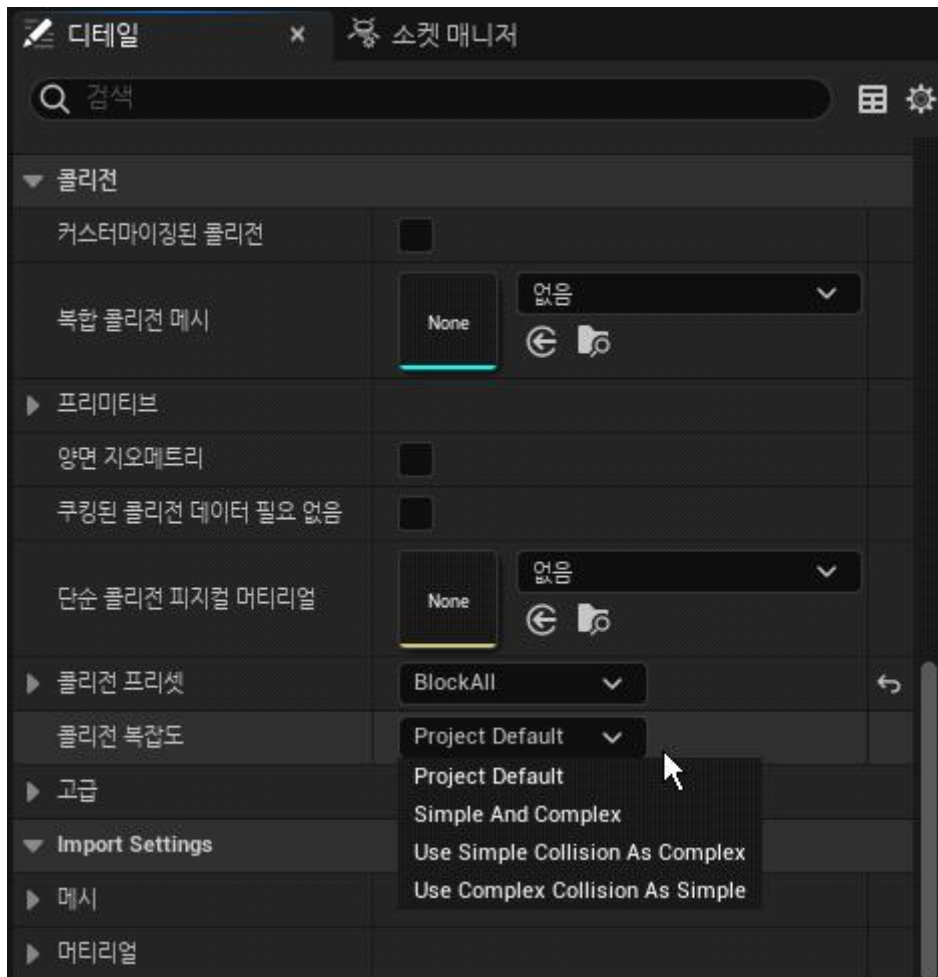 디테일
소켓 매니저
검색
콜리전
커스터마이징된 콜리전
복합 콜리전 메시
None
없음
프리미티브
양면 지오메트리
쿠킹된 콜리전 데이터 필요 없음
단순 콜리전 피지컬 머티리얼
None
없음
콜리전 프리셋
BlockAll
콜리전 복잡도
Project Default
Project Default
Simple And Complex
Use Simple Collision As Complex
Use Complex Collision As Simple
고급
Import Settings
메시
머티리얼